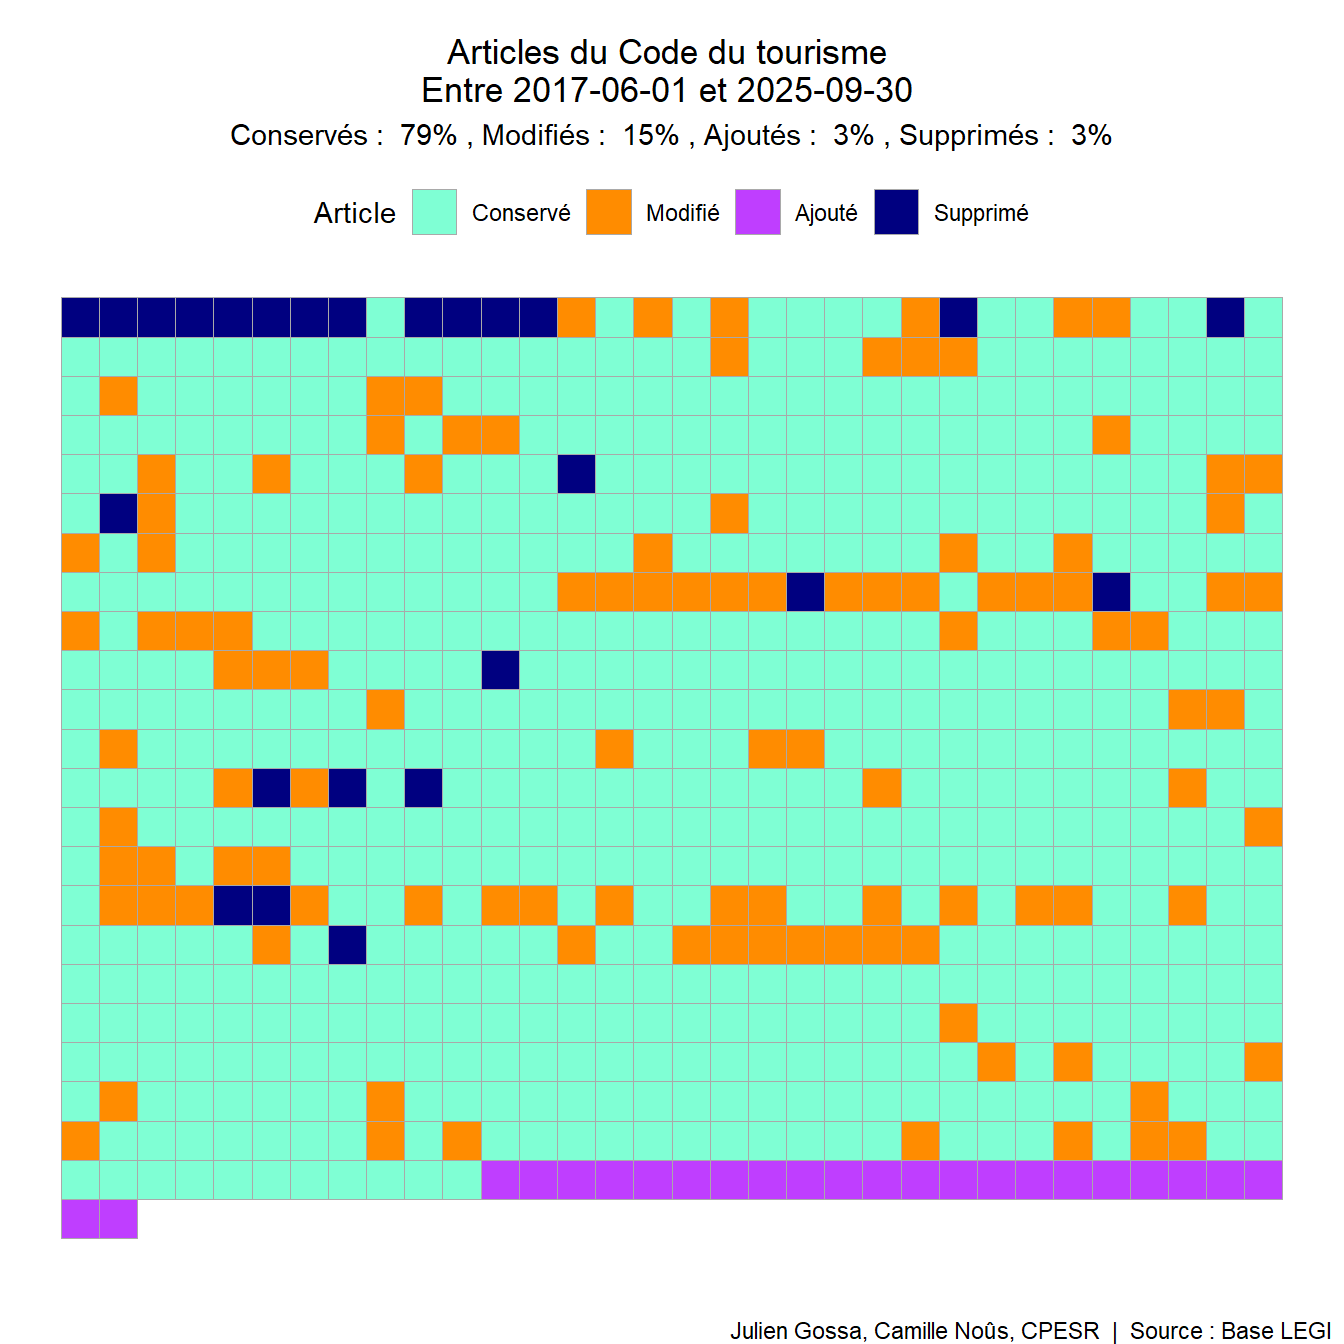 Articles du Code du tourisme
Entre 2017-06-01 et 2025-09-30
Conservés :  79% , Modifiés :  15% , Ajoutés :  3% , Supprimés :  3%
Article Conservé Modifié Ajouté Supprimé
Julien Gossa, Camille Noûs, CPESR | Source : Base LEGI